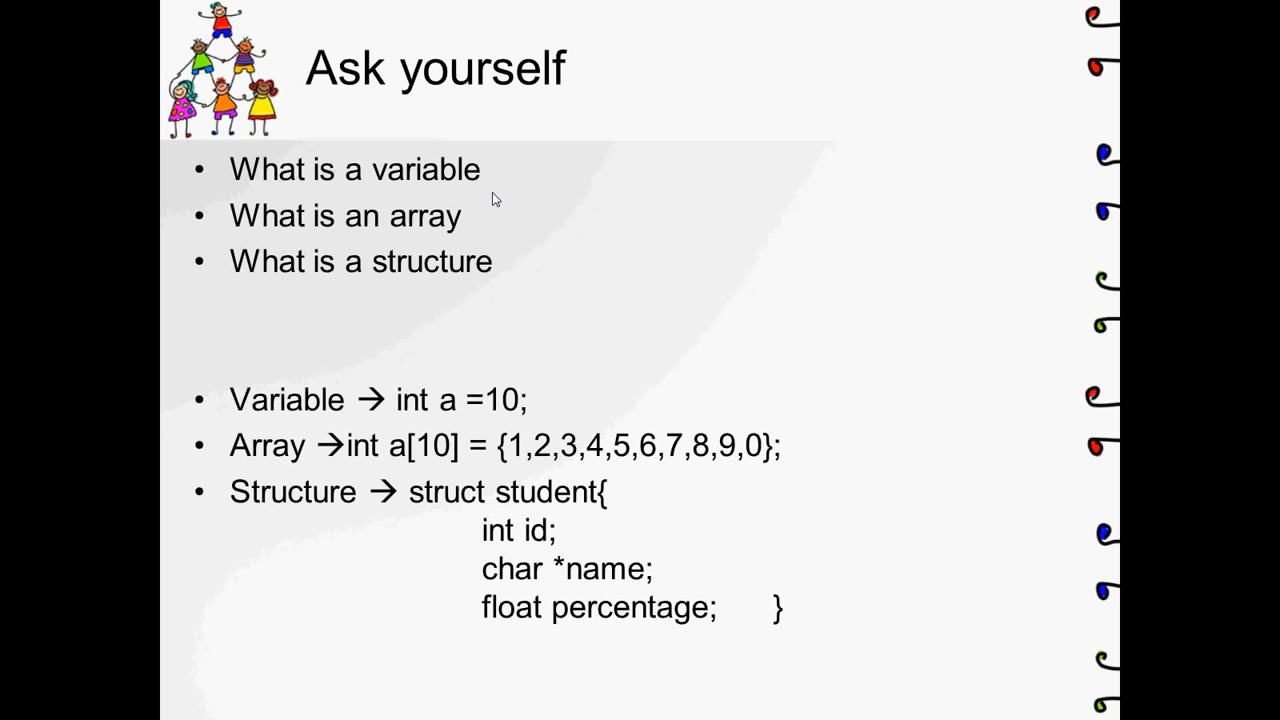 Ask yourself
• What is a variable
• What is an array
• What is a structure
• Variable → int a =10;
• Array →int a[10] = {1,2,3,4,5,6,7,8,9,0};
• Structure → struct student{
int id;
char *name;
float percentage; }